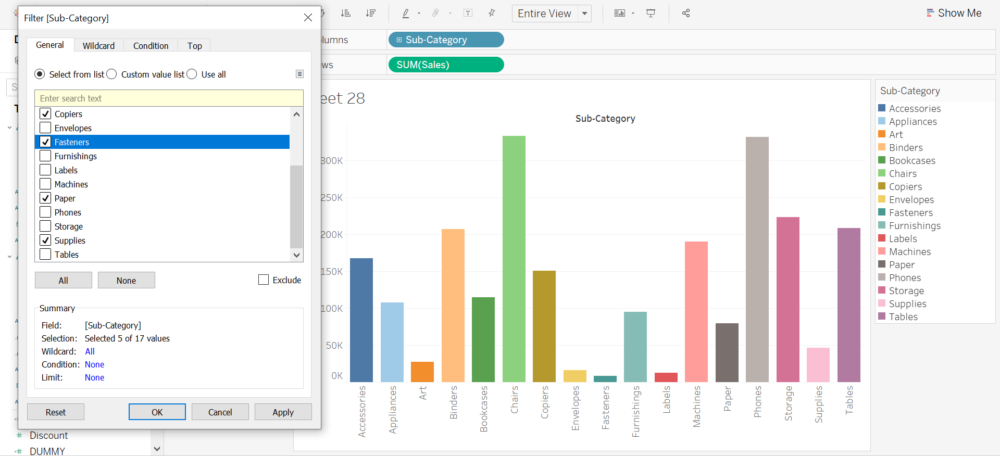 Filter [Sub-Category]
General
Wildcard
Condition
Top
Select from list
Custom value list
Use all
Enter search text
Copiers
Envelopes
Fasteners
Furnishings
Labels
Machines
Paper
Phones
Storage
Supplies
Tables
All
None
Exclude
Summary
Field: [Sub-Category]
Selection: Selected 5 of 17 values
Wildcard: All
Condition: None
Limit: None
Reset
OK
Cancel
Apply
Discount
DUMMY
Entire View
Show Me
Sub-Category
SUM(Sales)
28
Sub-Category
300K
250K
200K
150K
100K
50K
0K
Accessories
Appliances
Art
Binders
Bookcases
Chairs
Copiers
Envelopes
Fasteners
Furnishings
Labels
Machines
Paper
Phones
Storage
Supplies
Tables
Sub-Category
Accessories
Appliances
Art
Binders
Bookcases
Chairs
Copiers
Envelopes
Fasteners
Furnishings
Labels
Machines
Paper
Phones
Storage
Supplies
Tables